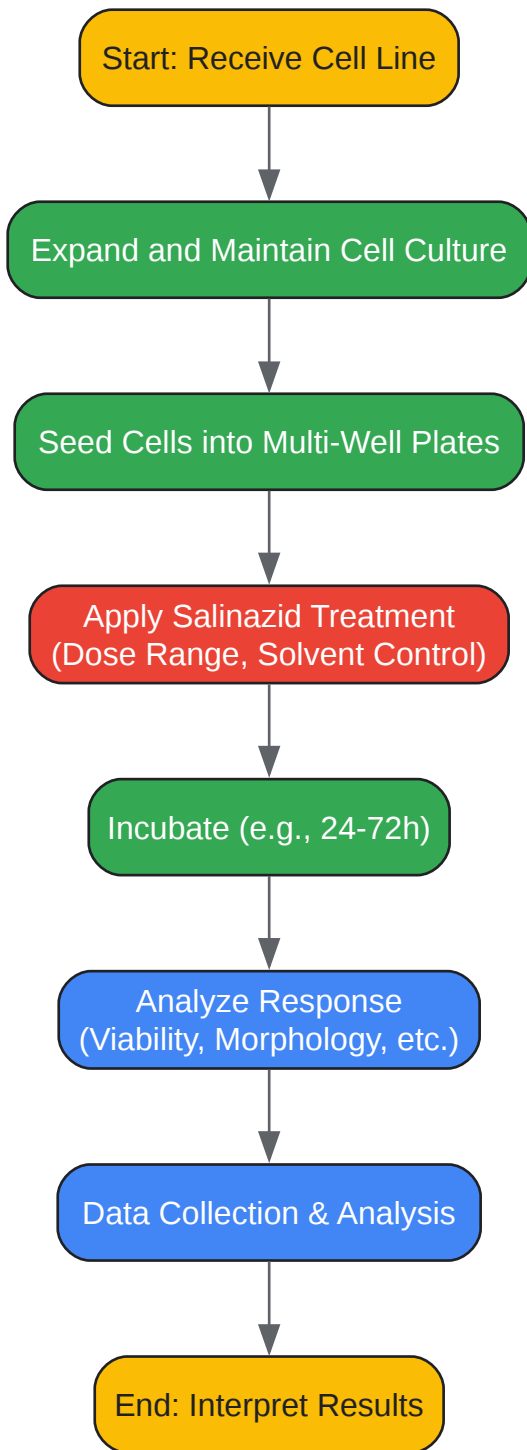 Start: Receive Cell Line
Expand and Maintain Cell Culture
Seed Cells into Multi-Well Plates
Apply Salinazid Treatment
(Dose Range, Solvent Control)
Incubate (e.g., 24-72h)
Analyze Response
(Viability, Morphology, etc.)
Data Collection & Analysis
End: Interpret Results